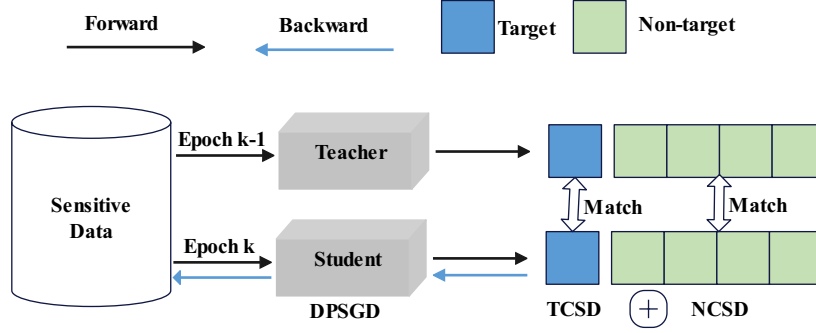 Forward
Backward
Target
Non-target
Epoch k-1
Teacher
Sensitive
Data
Match
Match
Epoch k
Student
DPSGD
TCSD
+
NCSD